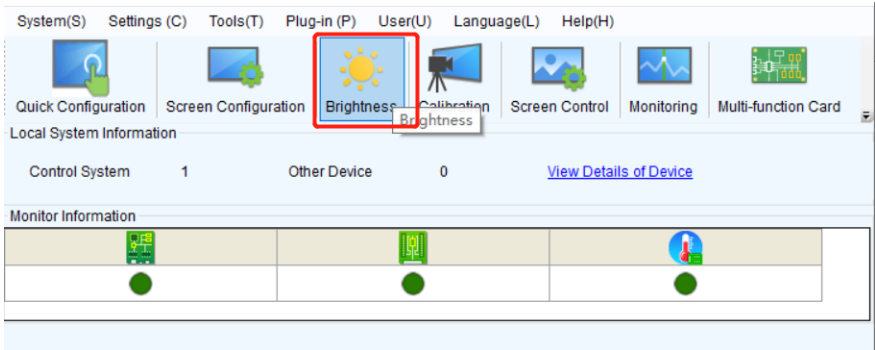 System(S) Settings (C) Tools(T) Plug-in (P) User(U) Language(L) Help(H)
Quick Configuration Screen Configuration Brightness Calibration Screen Control Monitoring Multi-function Card
Brightness
Local System Information
Control System 1 Other Device 0 View Details of Device
Monitor Information